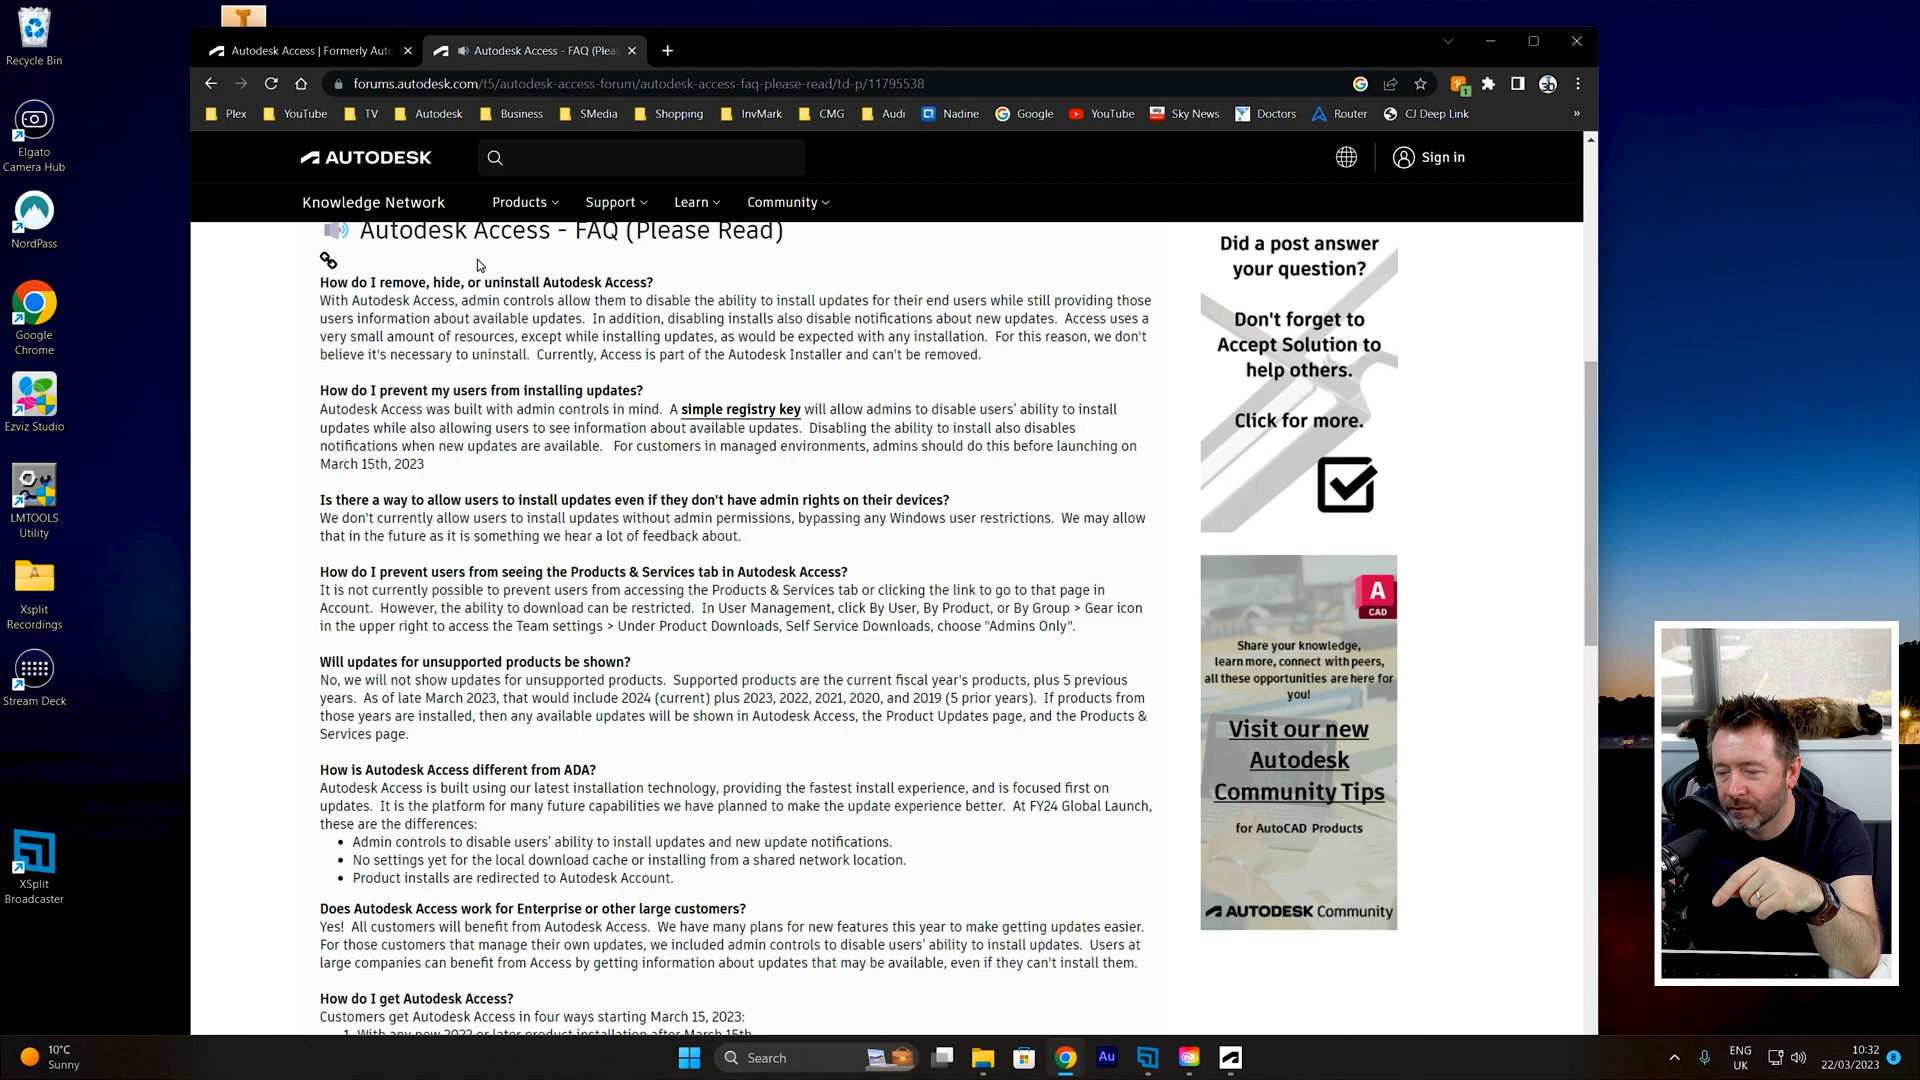 Recycle Bin
Elgato
Camera Hub
NordPass
Google
Chrome
Ezviz Studio
LMTOOLS
Utility
Xsplit
Recordings
Stream Deck
XSplit
Broadcaster
Autodesk Access | Formerly Auto
Autodesk Access - FAQ (Pleas
forums.autodesk.com/t5/autodesk-access-forum/autodesk-access-faq-please-read/td-p/11795538
1
Plex YouTube TV Autodesk Business SMedia Shopping InvMark CMG Audi Nadine Google YouTube Sky News Doctors Router CJ Deep Link »
AUTODESK
Sign in
Knowledge Network Products Support Learn Community
Autodesk Access - FAQ (Please Read)
How do I remove, hide, or uninstall Autodesk Access?
With Autodesk Access, admin controls allow them to disable the ability to install updates for their end users while still providing those
users information about available updates. In addition, disabling installs also disable notifications about new updates. Access uses a
very small amount of resources, except while installing updates, as would be expected with any installation. For this reason, we don't
believe it's necessary to uninstall. Currently, Access is part of the Autodesk Installer and can't be removed.
How do I prevent my users from installing updates?
Autodesk Access was built with admin controls in mind. A simple registry key will allow admins to disable users’ ability to install
updates while also allowing users to see information about available updates. Disabling the ability to install also disables
notifications when new updates are available. For customers in managed environments, admins should do this before launching on
March 15th, 2023
Is there a way to allow users to install updates even if they don't have admin rights on their devices?
We don't currently allow users to install updates without admin permissions, bypassing any Windows user restrictions. We may allow
that in the future as it is something we hear a lot of feedback about.
How do I prevent users from seeing the Products & Services tab in Autodesk Access?
It is not currently possible to prevent users from accessing the Products & Services tab or clicking the link to go to that page in
Account. However, the ability to download can be restricted. In User Management, click By User, By Product, or By Group > Gear icon
in the upper right to access the Team settings > Under Product Downloads, Self Service Downloads, choose "Admins Only".
Will updates for unsupported products be shown?
No, we will not show updates for unsupported products. Supported products are the current fiscal year's products, plus 5 previous
years. As of late March 2023, that would include 2024 (current) plus 2023, 2022, 2021, 2020, and 2019 (5 prior years). If products from
those years are installed, then any available updates will be shown in Autodesk Access, the Product Updates page, and the Products &
Services page.
How is Autodesk Access different from ADA?
Autodesk Access is built using our latest installation technology, providing the fastest install experience, and is focused first on
updates. It is the platform for many future capabilities we have planned to make the update experience better. At FY24 Global Launch,
these are the differences:
• Admin controls to disable users’ ability to install updates and new update notifications.
• No settings yet for the local download cache or installing from a shared network location.
• Product installs are redirected to Autodesk Account.
Does Autodesk Access work for Enterprise or other large customers?
Yes! All customers will benefit from Autodesk Access. We have many plans for new features this year to make getting updates easier.
For those customers that manage their own updates, we included admin controls to disable users’ ability to install updates. Users at
large companies can benefit from Access by getting information about updates that may be available, even if they can't install them.
How do I get Autodesk Access?
Customers get Autodesk Access in four ways starting March 15, 2023:
1. With any new 2022 or later product installation after March 15th
Did a post answer
your question?
Don't forget to
Accept Solution to
help others.
Click for more.
A
CAD
Share your knowledge,
learn more, connect with peers,
all these opportunities are here for
you!
Visit our new
Autodesk
Community Tips
for AutoCAD Products
AUTODESK Community
10°C
Sunny
Search
Au
ENG
UK
10:32
22/03/2023
8